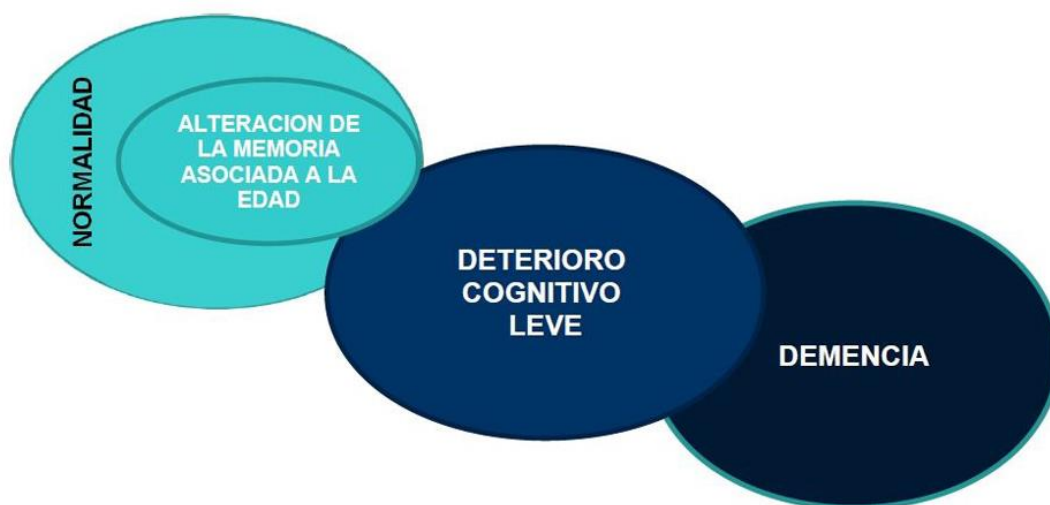 NORMALIDAD
ALTERACION DE
LA MEMORIA
ASOCIADA A LA
EDAD
DETERIORO
COGNITIVO
LEVE
DEMENCIA